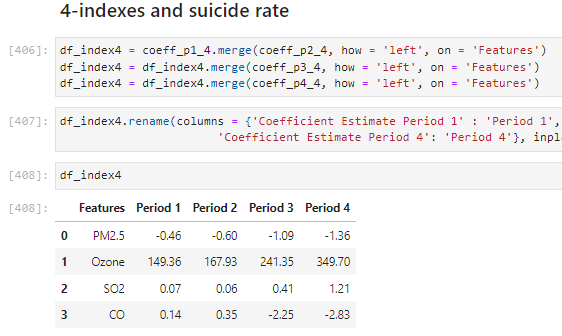 4-indexes and suicide rate
[406]: df_index4 = coeff_p1_4.merge(coeff_p2_4, how = 'left', on = 'Features')
df_index4 = df_index4.merge(coeff_p3_4, how = 'left', on = 'Features')
df_index4 = df_index4.merge(coeff_p4_4, how = 'left', on = 'Features')
[407]: df_index4.rename(columns = {'Coefficient Estimate Period 1' : 'Period 1',
'Coefficient Estimate Period 4': 'Period 4'}, inpl
[408]: df_index4
[408]: Features Period 1 Period 2 Period 3 Period 4
0 PM2.5 -0.46 -0.60 -1.09 -1.36
1 Ozone 149.36 167.93 241.35 349.70
2 SO2 0.07 0.06 0.41 1.21
3 CO 0.14 0.35 -2.25 -2.83